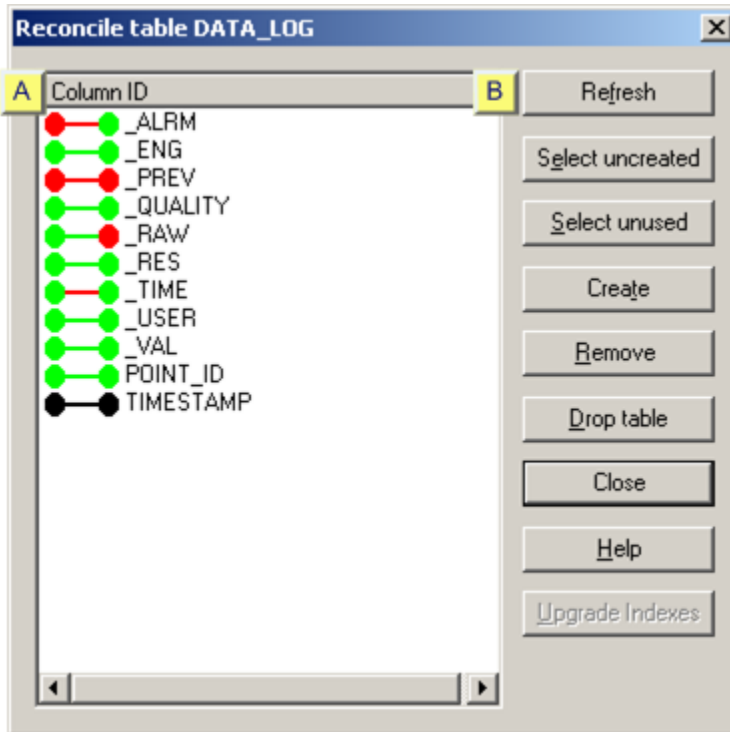 Reconcile table DATA_LOG
A Column ID B
_ALRM
_ENG
_PREV
_QUALITY
_RAW
_RES
_TIME
_USER
_VAL
POINT_ID
TIMESTAMP
Refresh
Select uncreated
Select unused
Create
Remove
Drop table
Close
Help
Upgrade Indexes